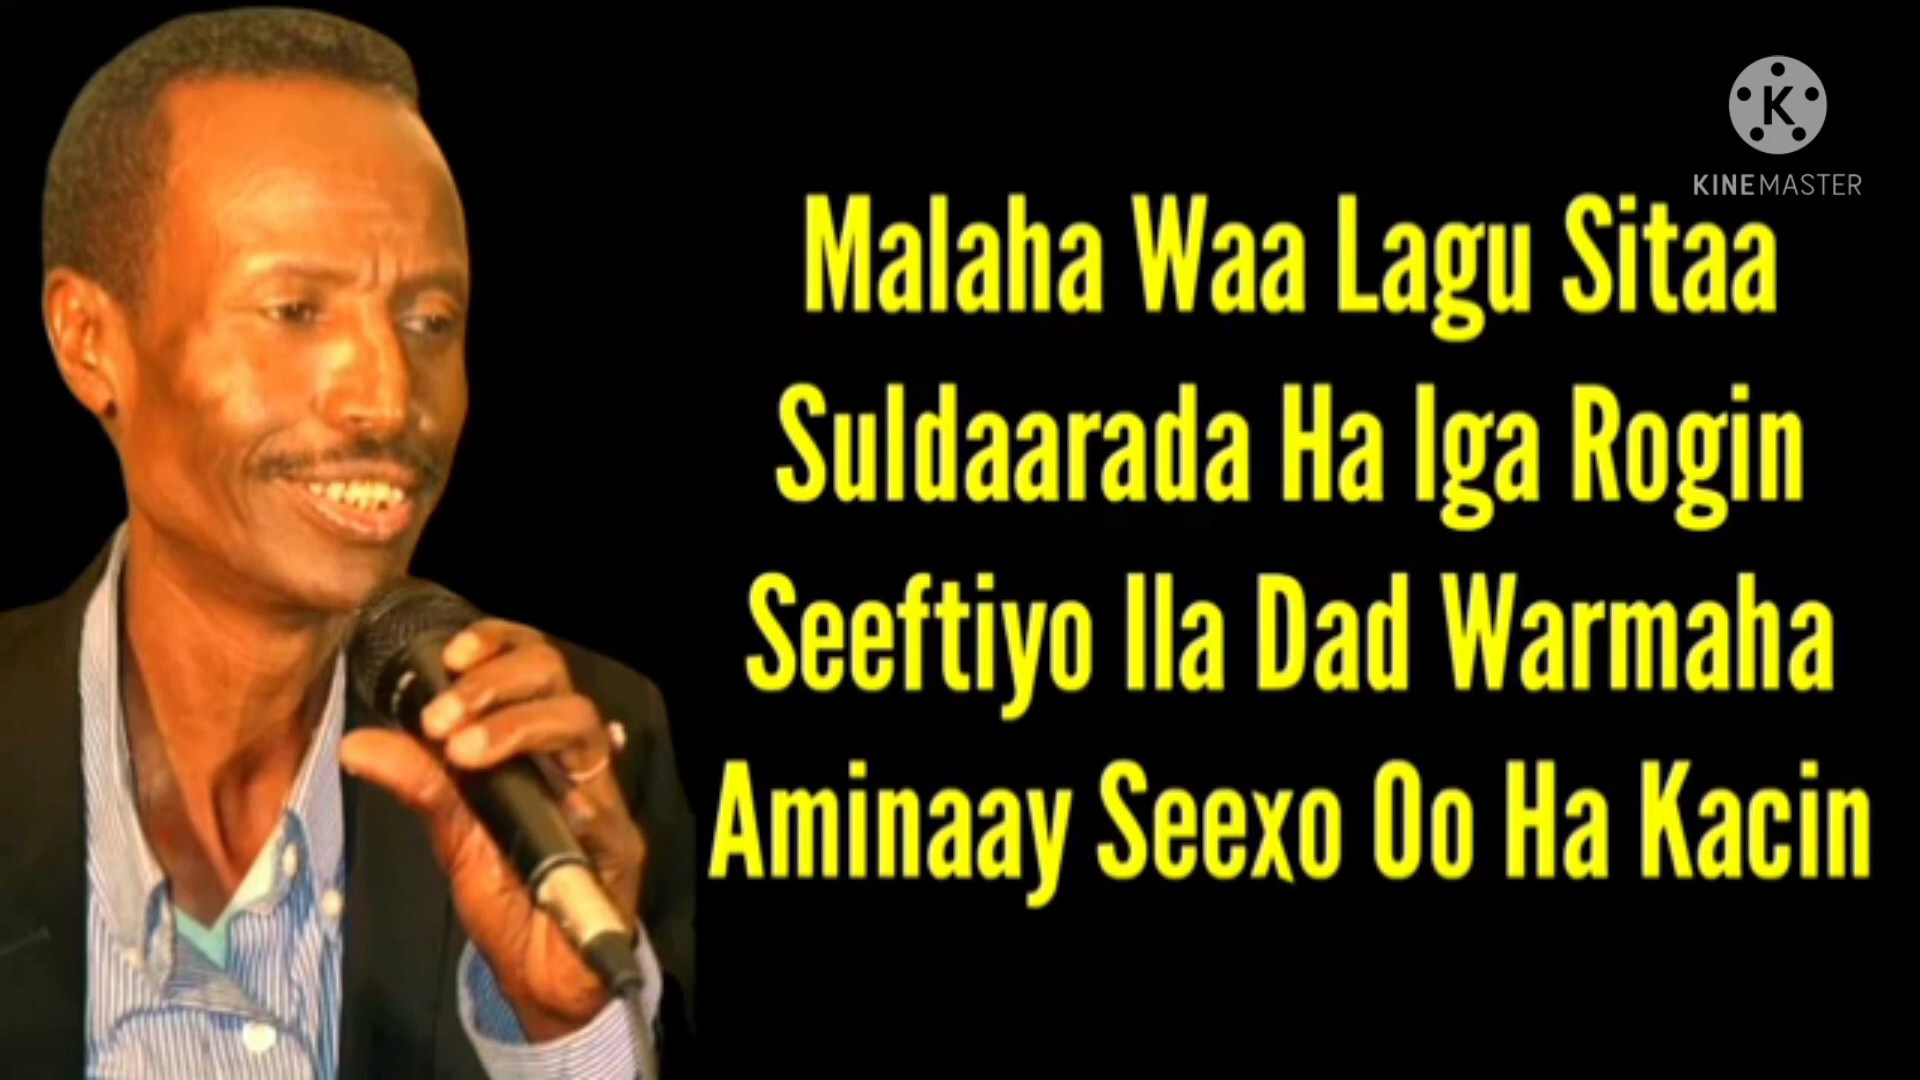 K
KINEMASTER
Malaha Waa Lagu Sitaa
Suldaarada Ha Iga Rogin
Seeftiyo Ila Dad Warmaha
Aminaay Seexo Oo Ha Kacin